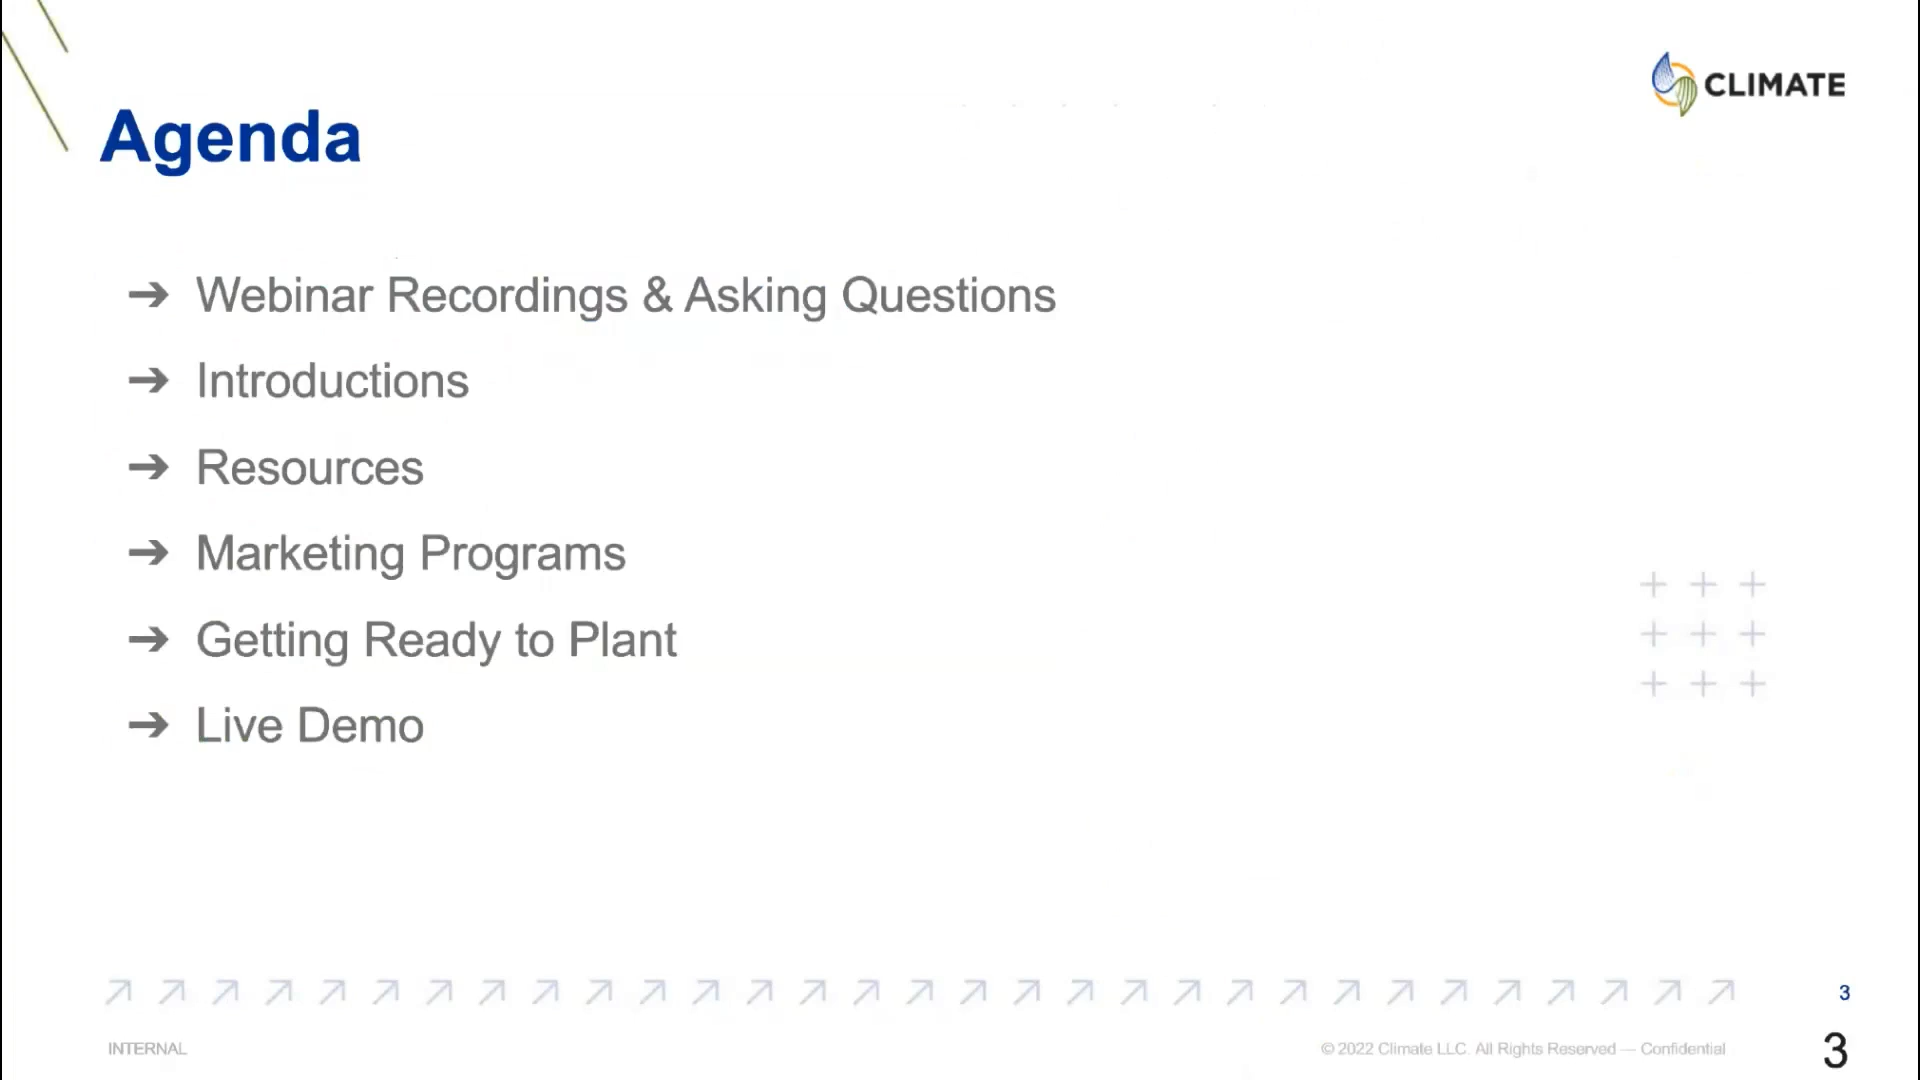 CLIMATE
Agenda
➔ Webinar Recordings & Asking Questions
➔ Introductions
➔ Resources
➔ Marketing Programs
➔ Getting Ready to Plant
➔ Live Demo
3
INTERNAL
© 2022 Climate LLC. All Rights Reserved — Confidential
3